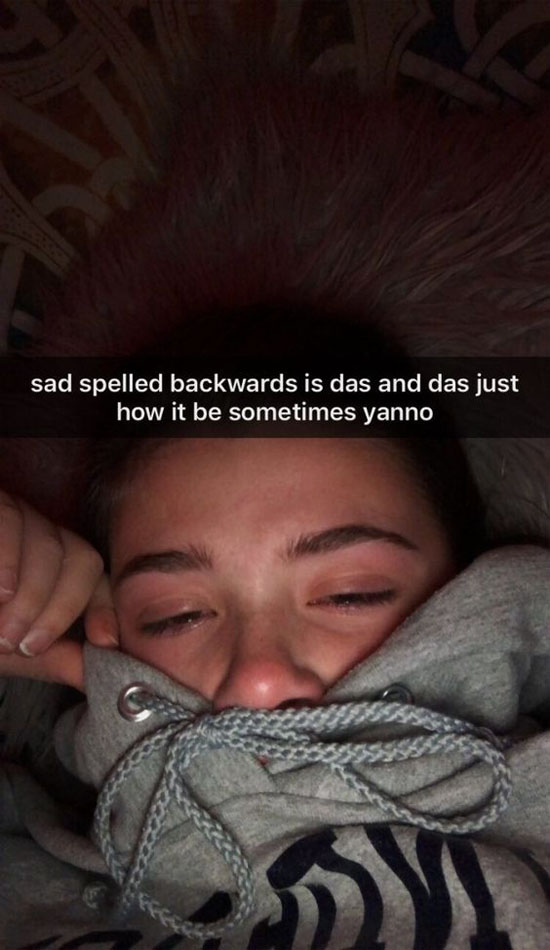 sad spelled backwards is das and das just
how it be sometimes yanno